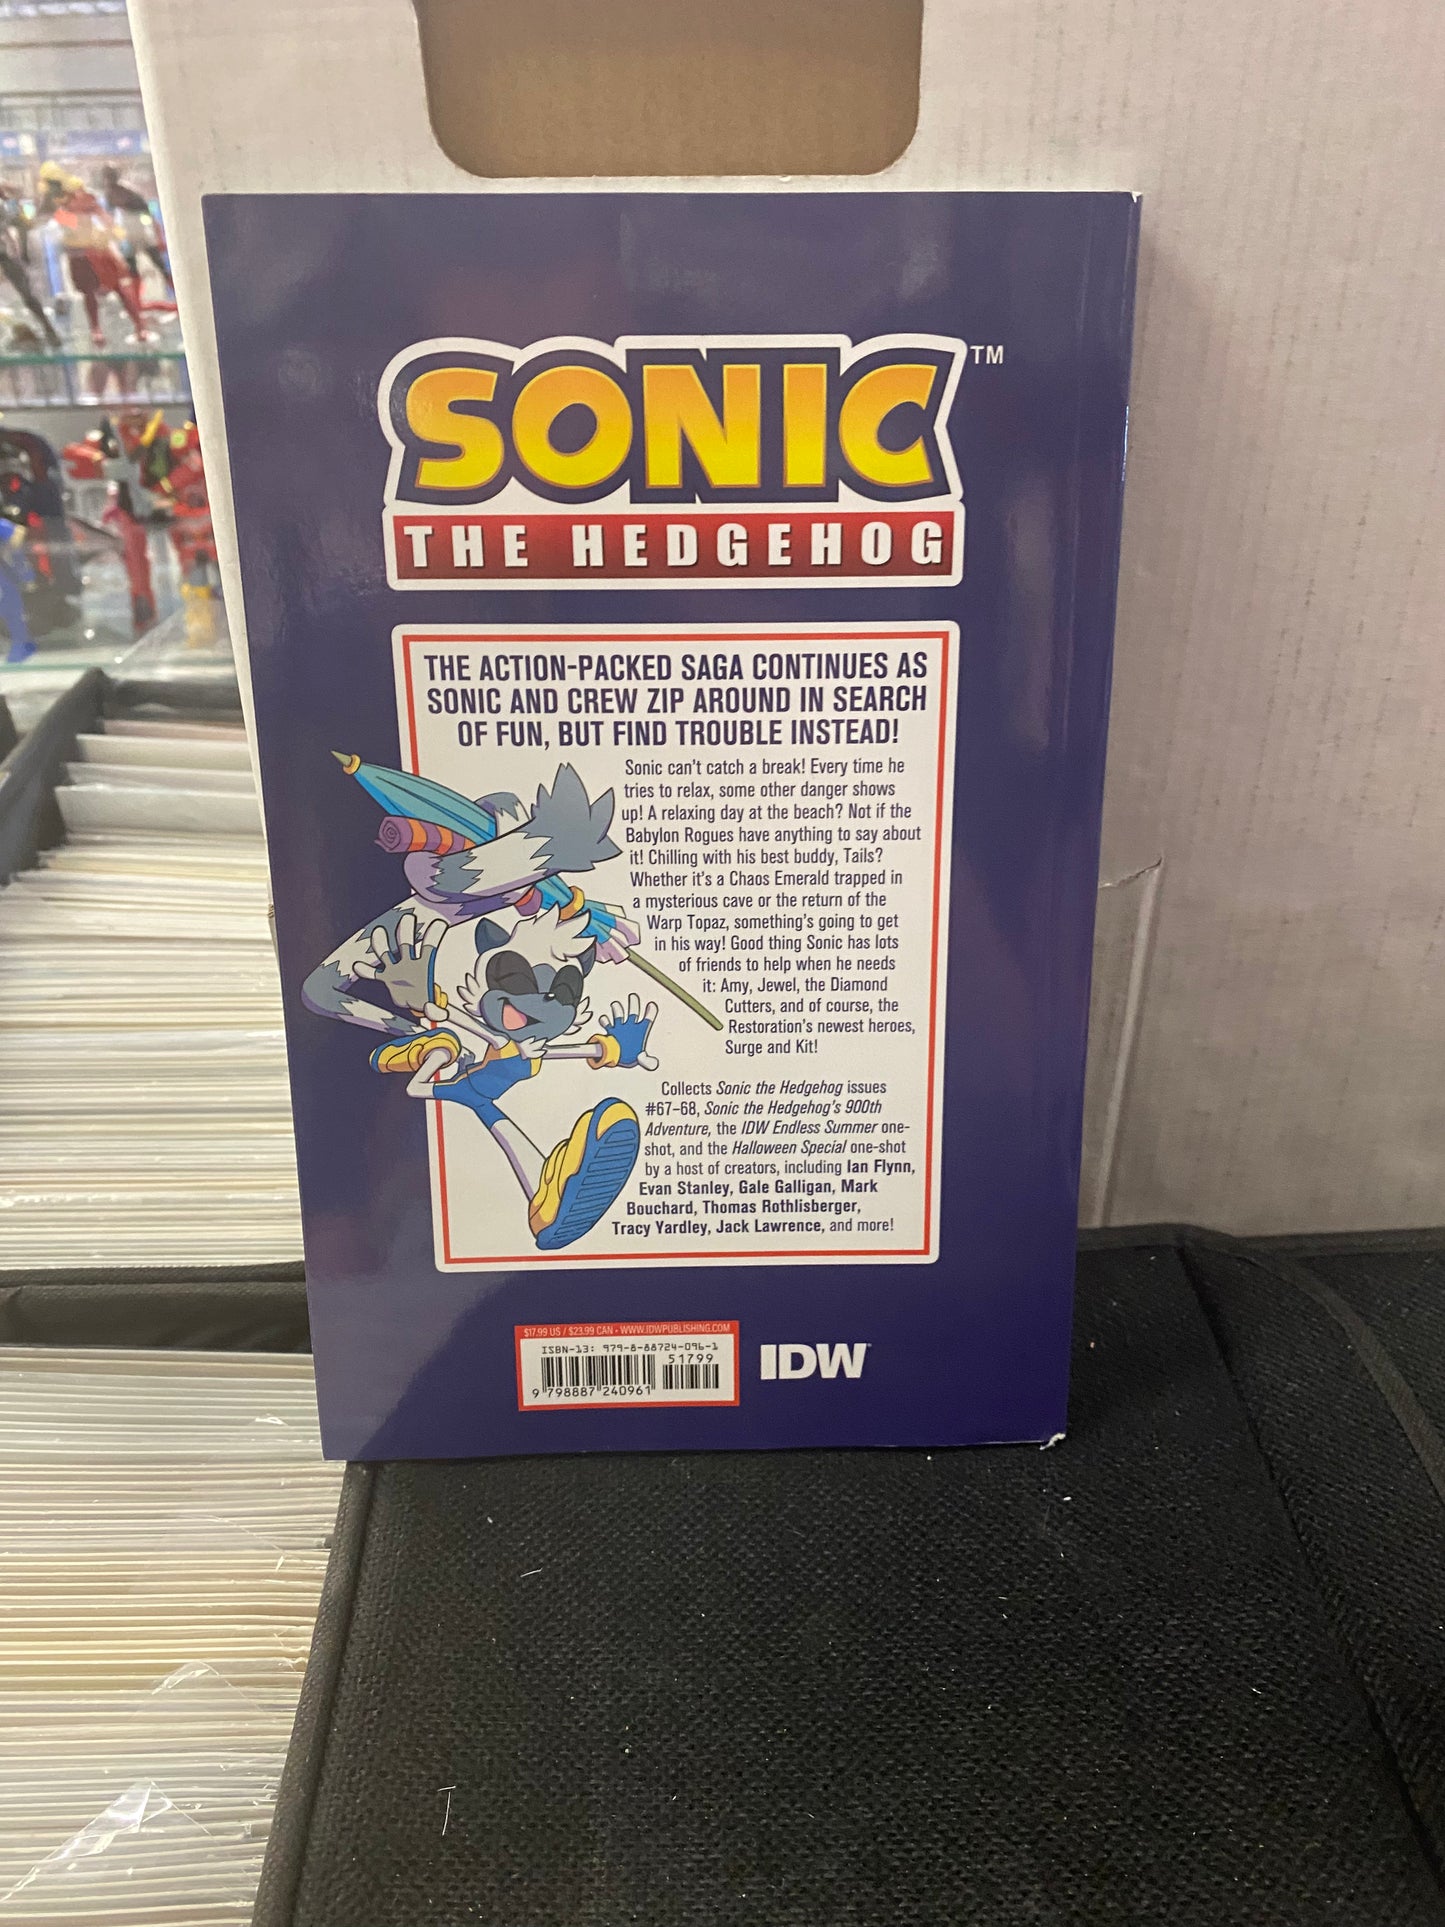 SONIC™
THE HEDGEHOG
THE ACTION-PACKED SAGA CONTINUES AS
SONIC AND CREW ZIP AROUND IN SEARCH
OF FUN, BUT FIND TROUBLE INSTEAD!
Sonic can't catch a break! Every time he
tries to relax, some other danger shows
up! A relaxing day at the beach? Not if the
Babylon Rogues have anything to say about
it! Chilling with his best buddy, Tails?
Whether it's a Chaos Emerald trapped in
a mysterious cave or the return of the
Warp Topaz, something's going to get
in his way! Good thing Sonic has lots
of friends to help when he needs
it: Amy, Jewel, the Diamond
Cutters, and of course, the
Restoration's newest heroes,
Surge and Kit!
Collects Sonic the Hedgehog issues
#67–68, Sonic the Hedgehog's 900th
Adventure, the IDW Endless Summer one-
shot, and the Halloween Special one-shot
by a host of creators, including Ian Flynn,
Evan Stanley, Gale Galligan, Mark
Bouchard, Thomas Rothlisberger,
Tracy Yardley, Jack Lawrence, and more!
$17.99 US / $23.99 CAN • WWW.IDWPUBLISHING.COM
ISBN-13: 979-8-88724-096-1
51799
9 798887 240961
IDW